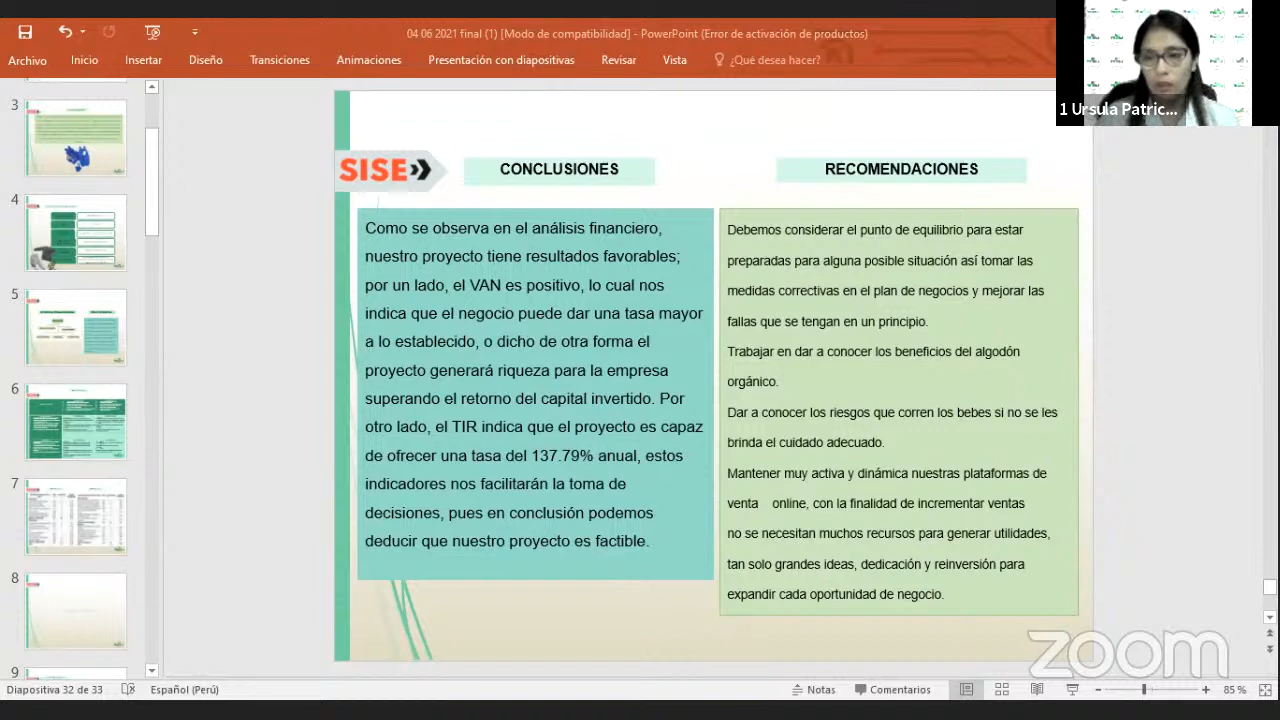 04 06 2021 final (1) [Modo de compatibilidad] - PowerPoint (Error de activación de productos)
Archivo
Inicio
Insertar
Diseño
Transiciones
Animaciones
Presentación con diapositivas
Revisar
Vista
¿Qué desea hacer?
1 Ursula Patric...
3
4
5
6
7
8
9
SISE
CONCLUSIONES
Como se observa en el análisis financiero,
nuestro proyecto tiene resultados favorables;
por un lado, el VAN es positivo, lo cual nos
indica que el negocio puede dar una tasa mayor
a lo establecido, o dicho de otra forma el
proyecto generará riqueza para la empresa
superando el retorno del capital invertido. Por
otro lado, el TIR indica que el proyecto es capaz
de ofrecer una tasa del 137.79% anual, estos
indicadores nos facilitarán la toma de
decisiones, pues en conclusión podemos
deducir que nuestro proyecto es factible.
RECOMENDACIONES
Debemos considerar el punto de equilibrio para estar
preparadas para alguna posible situación así tomar las
medidas correctivas en el plan de negocios y mejorar las
fallas que se tengan en un principio.
Trabajar en dar a conocer los beneficios del algodón
orgánico.
Dar a conocer los riesgos que corren los bebes si no se les
brinda el cuidado adecuado.
Mantener muy activa y dinámica nuestras plataformas de
venta online, con la finalidad de incrementar ventas
no se necesitan muchos recursos para generar utilidades,
tan solo grandes ideas, dedicación y reinversión para
expandir cada oportunidad de negocio.
zoom
Diapositiva 32 de 33
Español (Perú)
Notas
Comentarios
85 %